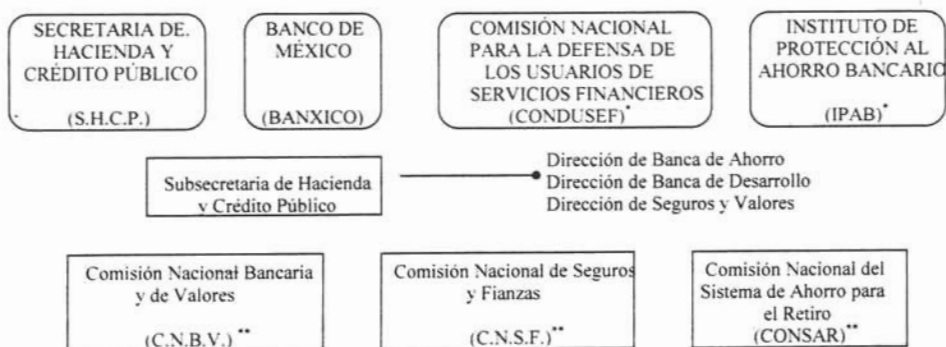 SECRETARIA DE.
HACIENDA Y
CRÉDITO PÚBLICO
(S.H.C.P.)
BANCO DE
MÉXICO
(BANXICO)
COMISIÓN NACIONAL
PARA LA DEFENSA DE
LOS USUARIOS DE
SERVICIOS FINANCIEROS
(CONDUSEF)*
INSTITUTO DE
PROTECCIÓN AL
AHORRO BANCARIO
(IPAB)*
Subsecretaria de Hacienda
y Crédito Público
Dirección de Banca de Ahorro
Dirección de Banca de Desarrollo
Dirección de Seguros y Valores
Comisión Nacional Bancaria
y de Valores
(C.N.B.V.) **
Comisión Nacional de Seguros
y Fianzas
(C.N.S.F.)**
Comisión Nacional del
Sistema de Ahorro para
el Retiro
(CONSAR)**